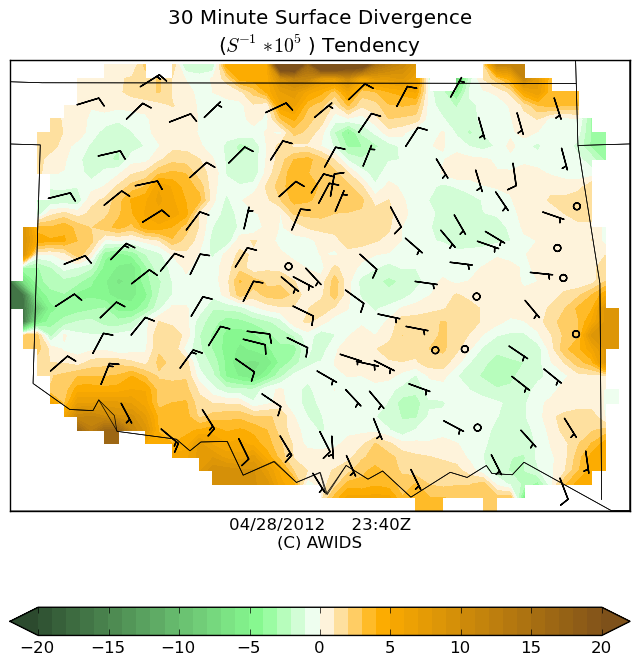 30 Minute Surface Divergence
(S⁻¹ ∗10⁵ ) Tendency
04/28/2012 23:40Z
(C) AWIDS
−20 −15 −10 −5 0 5 10 15 20